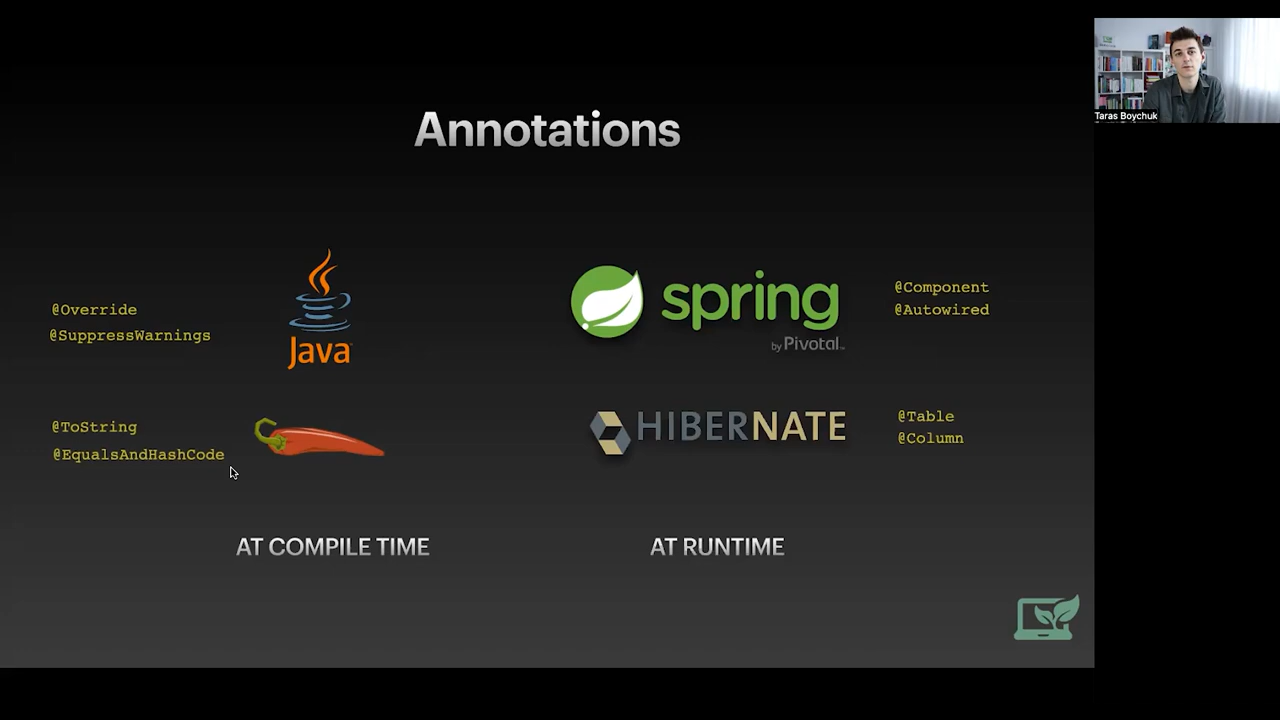 Annotations
Taras Boychuk
@Override
@SuppressWarnings
Java
spring
by Pivotal
@Component
@Autowired
@ToString
@EqualsAndHashCode
HIBERNATE
@Table
@Column
AT COMPILE TIME
AT RUNTIME